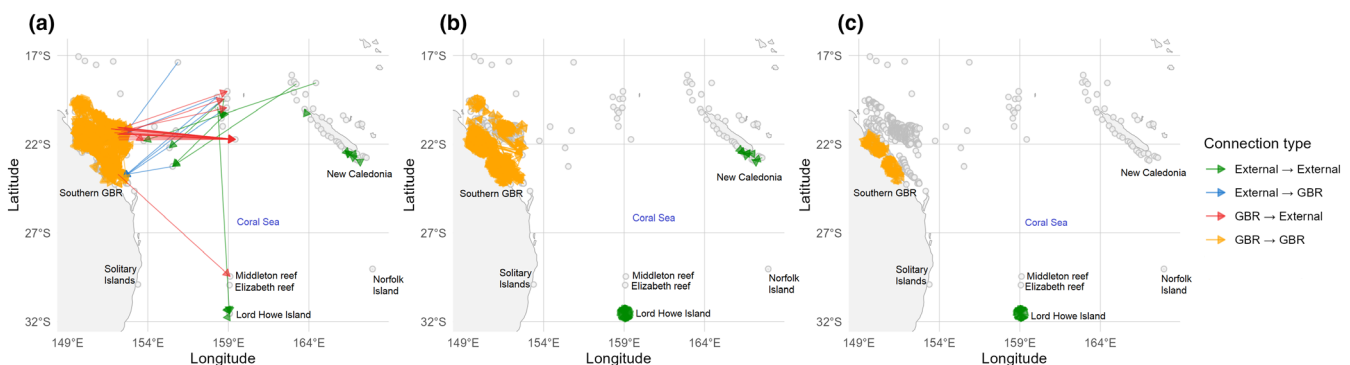 (a)
17°S
22°S
27°S
32°S
Latitude
149°E
154°E
159°E
164°E
Longitude
Southern GBR
New Caledonia
Coral Sea
Solitary
Islands
Middleton reef
Elizabeth reef
Norfolk
Island
Lord Howe Island
(b)
17°S
22°S
27°S
32°S
Latitude
149°E
154°E
159°E
164°E
Longitude
Southern GBR
New Caledonia
Coral Sea
Solitary
Islands
Middleton reef
Elizabeth reef
Norfolk
Island
Lord Howe Island
(c)
17°S
22°S
27°S
32°S
Latitude
149°E
154°E
159°E
164°E
Longitude
Southern GBR
New Caledonia
Coral Sea
Solitary
Islands
Middleton reef
Elizabeth reef
Norfolk
Island
Lord Howe Island
Connection type
External → External
External → GBR
GBR → External
GBR → GBR